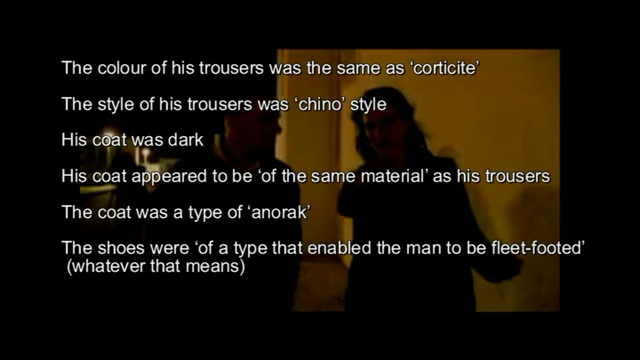 The colour of his trousers was the same as ‘corticite’
The style of his trousers was ‘chino’ style
His coat was dark
His coat appeared to be ‘of the same material’ as his trousers
The coat was a type of ‘anorak’
The shoes were ‘of a type that enabled the man to be fleet-footed’
(whatever that means)